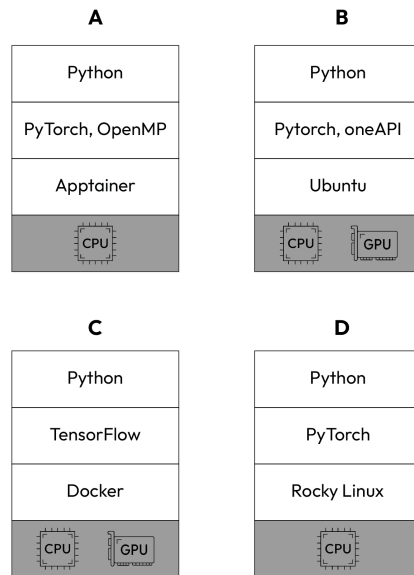 A
B
Python
Python
PyTorch, OpenMP
Pytorch, oneAPI
Apptainer
Ubuntu
CPU
CPU
GPU
C
D
Python
Python
TensorFlow
PyTorch
Docker
Rocky Linux
CPU
GPU
CPU